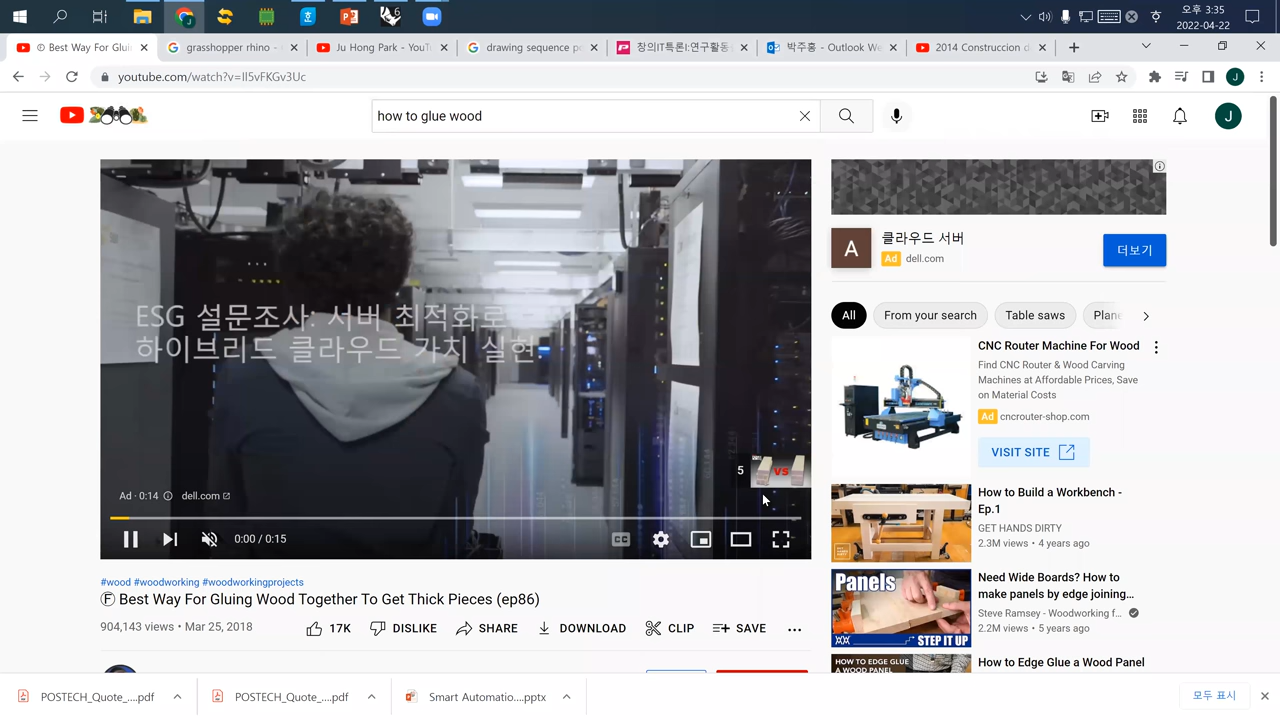 오후 3:35
2022-04-22
Best Way For Gluin
grasshopper rhino -
Ju Hong Park - YouTu
drawing sequence po
창의IT특론I:연구활동
박주홍 - Outlook We
2014 Construccion d
youtube.com/watch?v=Il5vFKGv3Uc
J
how to glue wood
J
ESG 설문조사: 서버 최적화로
하이브리드 클라우드 가치 실현.
5
VS
Ad · 0:14
dell.com
0:00 / 0:15
CC
#wood #woodworking #woodworkingprojects
Ⓕ Best Way For Gluing Wood Together To Get Thick Pieces (ep86)
904,143 views • Mar 25, 2018
17K
DISLIKE
SHARE
DOWNLOAD
CLIP
SAVE
A
클라우드 서버
Ad dell.com
더보기
All
From your search
Table saws
Plane
CNC Router Machine For Wood
Find CNC Router & Wood Carving
Machines at Affordable Prices, Save
on Material Costs
Ad cncrouter-shop.com
VISIT SITE
How to Build a Workbench -
Ep.1
GET HANDS DIRTY
2.3M views • 4 years ago
Panels
STEP IT UP
Need Wide Boards? How to
make panels by edge joining...
Steve Ramsey - Woodworking f...
2.2M views • 5 years ago
HOW TO EDGE GLUE
A WOOD PANEL
How to Edge Glue a Wood Panel
POSTECH_Quote_....pdf
POSTECH_Quote_....pdf
Smart Automatio....pptx
모두 표시